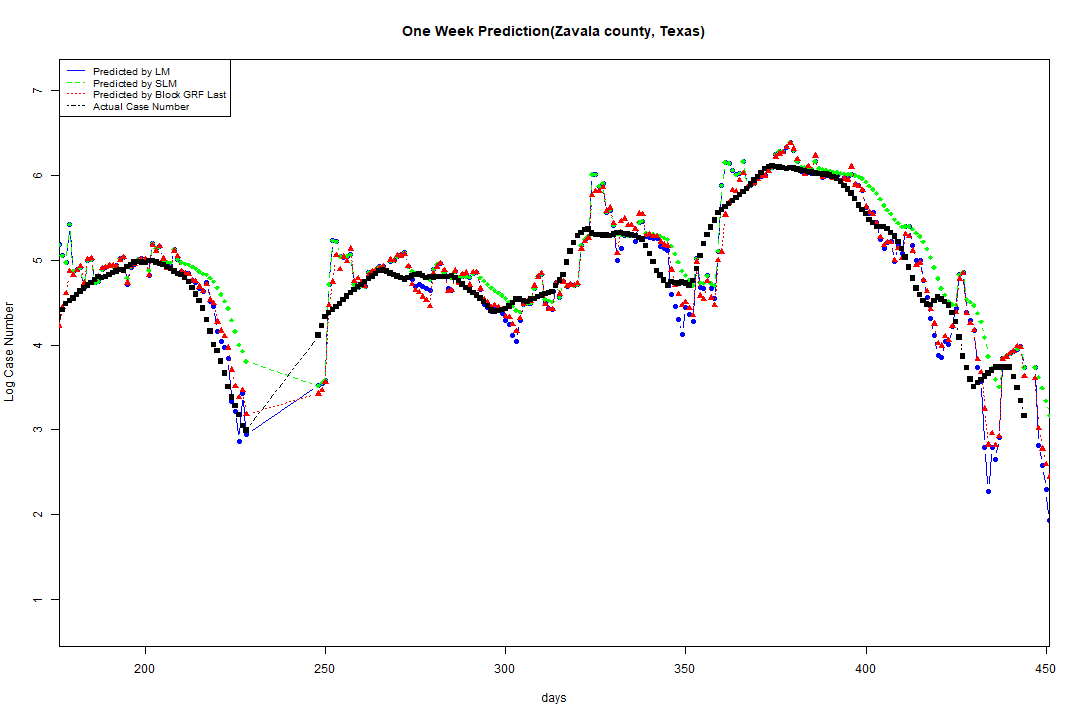 One Week Prediction(Zavala county, Texas)
Predicted by LM
Predicted by SLM
Predicted by Block GRF Last
Actual Case Number
7
6
5
4
3
2
1
Log Case Number
200
250
300
350
400
450
days